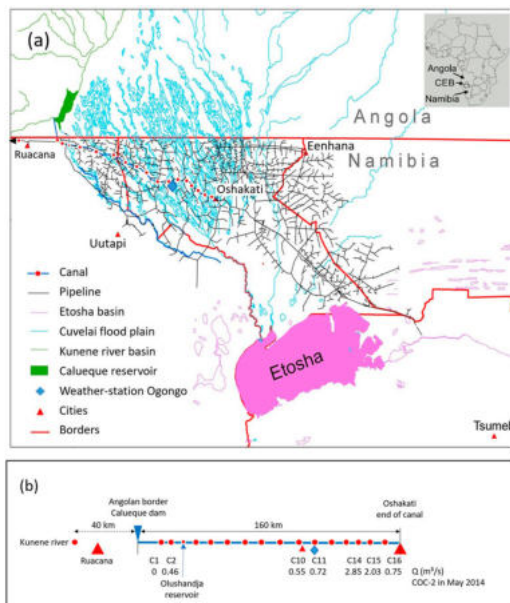 (a)
Angola
CEB
Namibia
Angola
Namibia
Ruacana
Eenhana
Oshakati
Uutapi
Canal
Pipeline
Etosha basin
Cuvelai flood plain
Kunene river basin
Calueque reservoir
Weather-station Ogongo
Cities
Borders
Etosha
Tsumeb
(b)
Angolan border
Calueque dam
Oshakati
end of canal
40 km
160 km
Kunene river
Ruacana
C1 C2 C10 C11 C14 C15 C16 Q (m³/s)
0 0.46 0.55 0.72 2.85 2.03 0.75 COC-2 in May 2014
Olushandja
reservoir